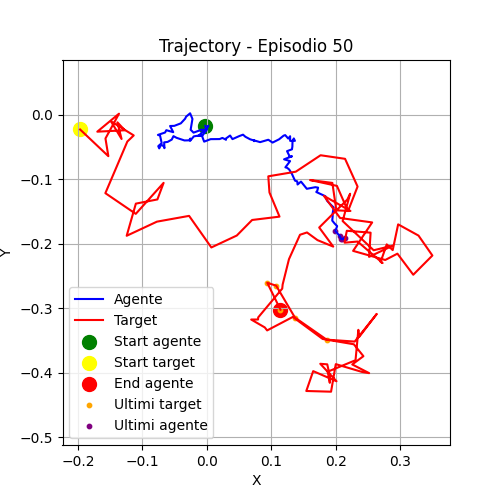 Trajectory - Episodio 50
0.0
−0.1
−0.2
−0.3
−0.4
−0.5
Y
Agente
Target
Start agente
Start target
End agente
Ultimi target
Ultimi agente
−0.2 −0.1 0.0 0.1 0.2 0.3
X